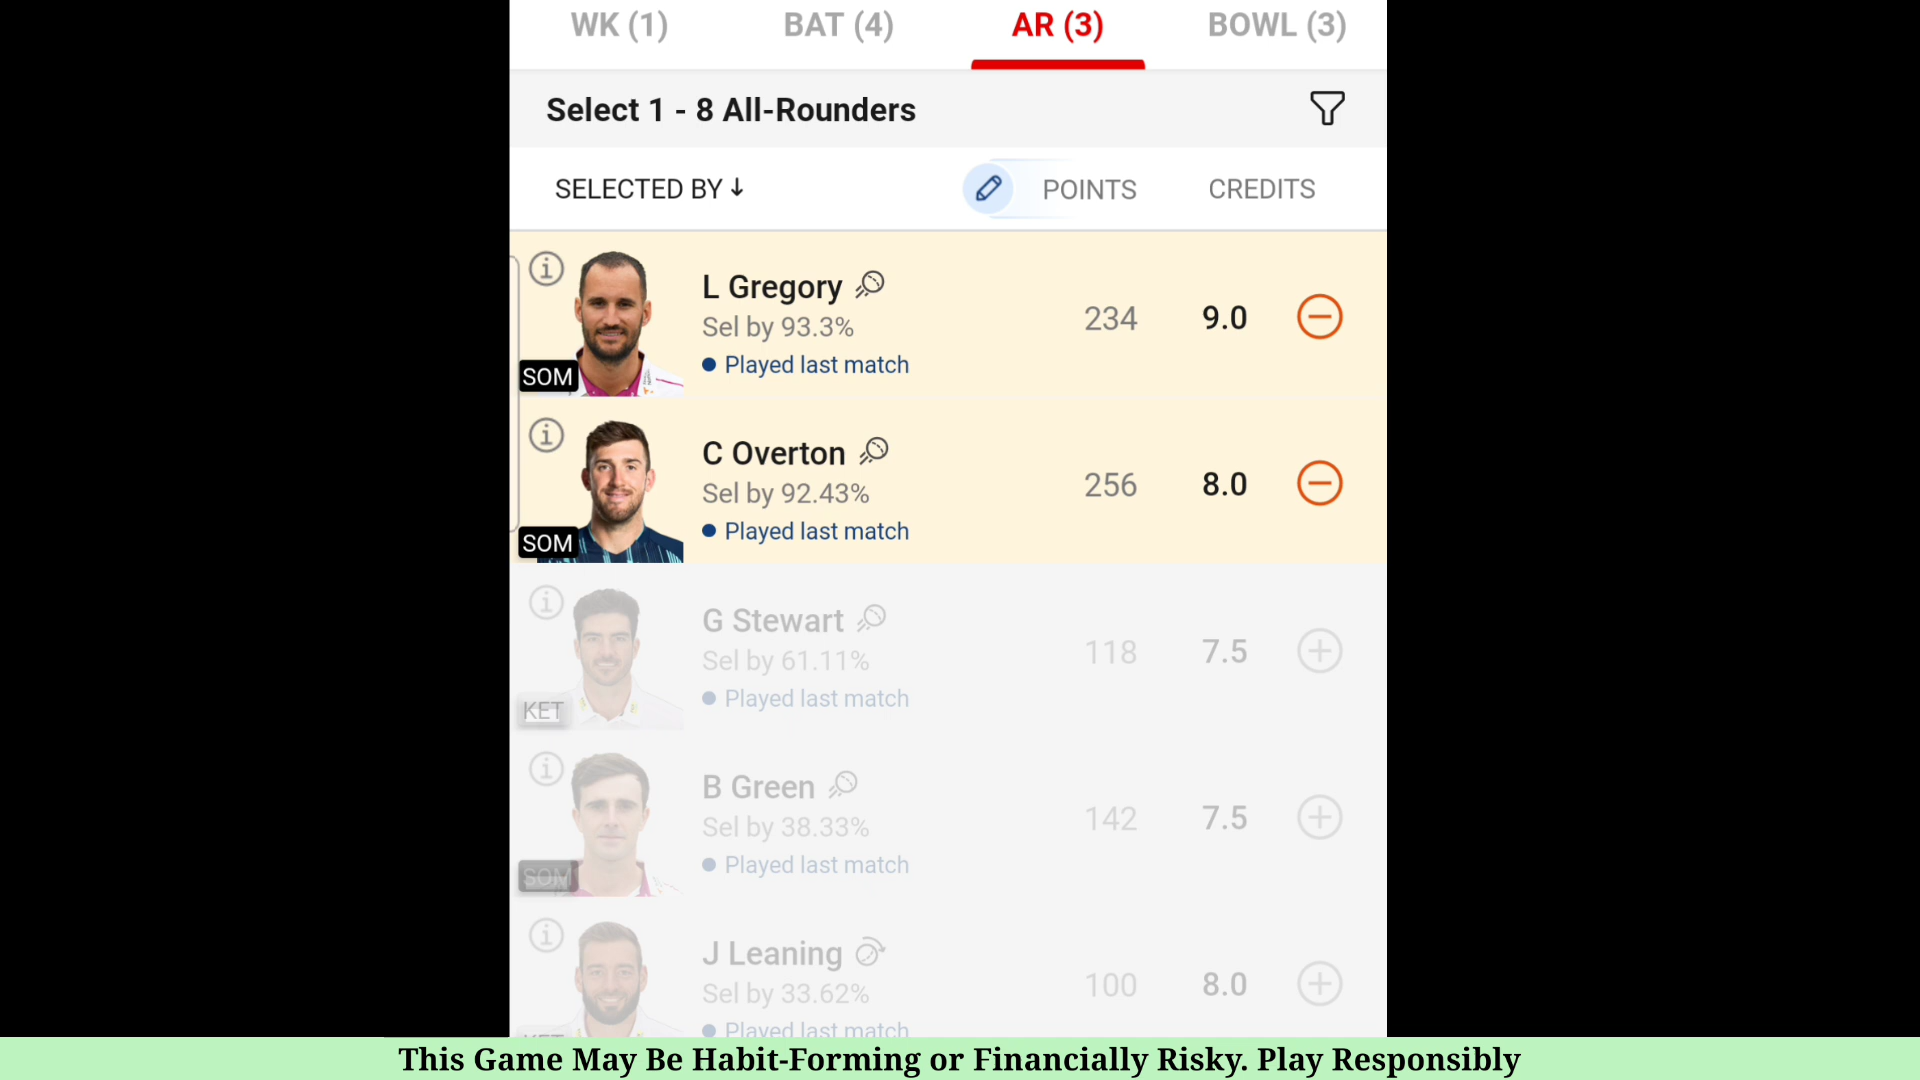 WK (1) BAT (4) AR (3) BOWL (3)
Select 1 - 8 All-Rounders
SELECTED BY ↓ POINTS CREDITS
L Gregory
Sel by 93.3%
234 9.0
SOM • Played last match
C Overton
Sel by 92.43%
256 8.0
SOM • Played last match
G Stewart
Sel by 61.11%
118 7.5
KET • Played last match
B Green
Sel by 38.33%
142 7.5
SOM • Played last match
J Leaning
Sel by 33.62%
100 8.0
• Played last match
This Game May Be Habit-Forming or Financially Risky. Play Responsibly